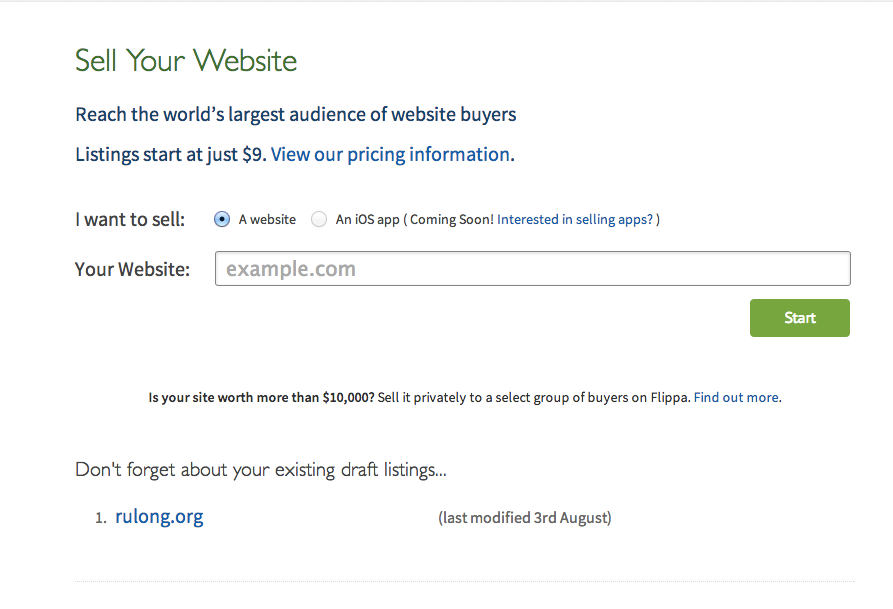 Sell Your Website
Reach the world's largest audience of website buyers
Listings start at just $9. View our pricing information.
I want to sell: A website An iOS app ( Coming Soon! Interested in selling apps? )
Your Website: example.com
Start
Is your site worth more than $10,000? Sell it privately to a select group of buyers on Flippa. Find out more.
Don't forget about your existing draft listings...
1. rulong.org (last modified 3rd August)